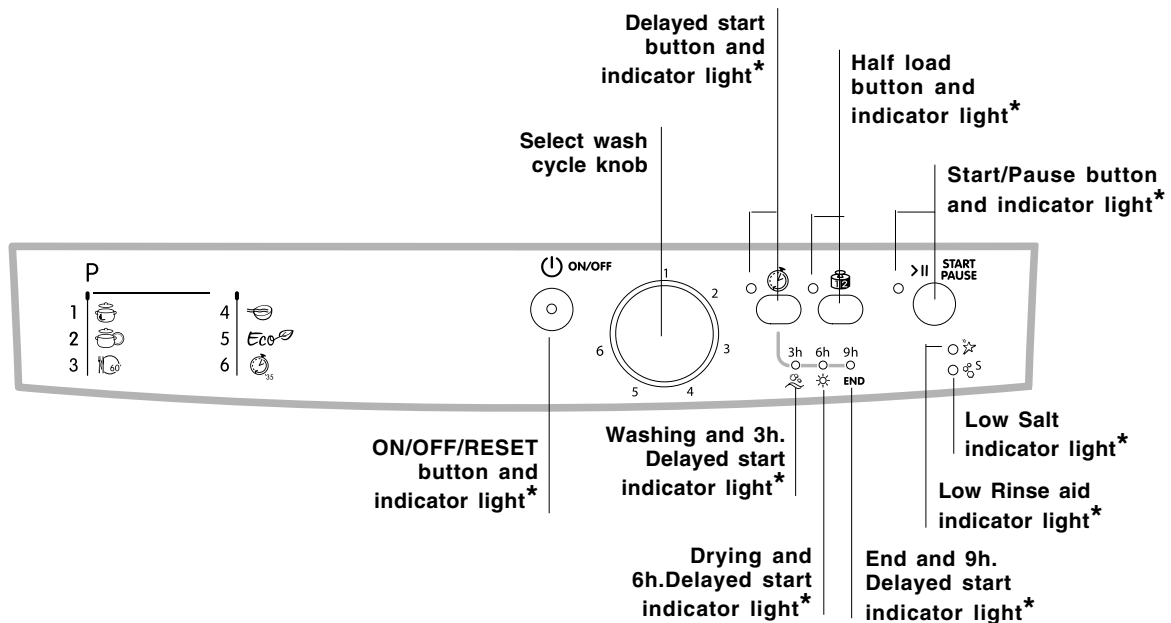 Delayed start
button and
indicator light*
Half load
button and
indicator light*
Select wash
cycle knob
Start/Pause button
and indicator light*
P
1
2
3 60'
4
5 Eco
6 35
ON/OFF
1
2
3
4
5
6
1/2
START
PAUSE
3h 6h 9h
END
S
ON/OFF/RESET
button and
indicator light*
Washing and 3h.
Delayed start
indicator light*
Low Salt
indicator light*
Low Rinse aid
indicator light*
Drying and
6h.Delayed start
indicator light*
End and 9h.
Delayed start
indicator light*